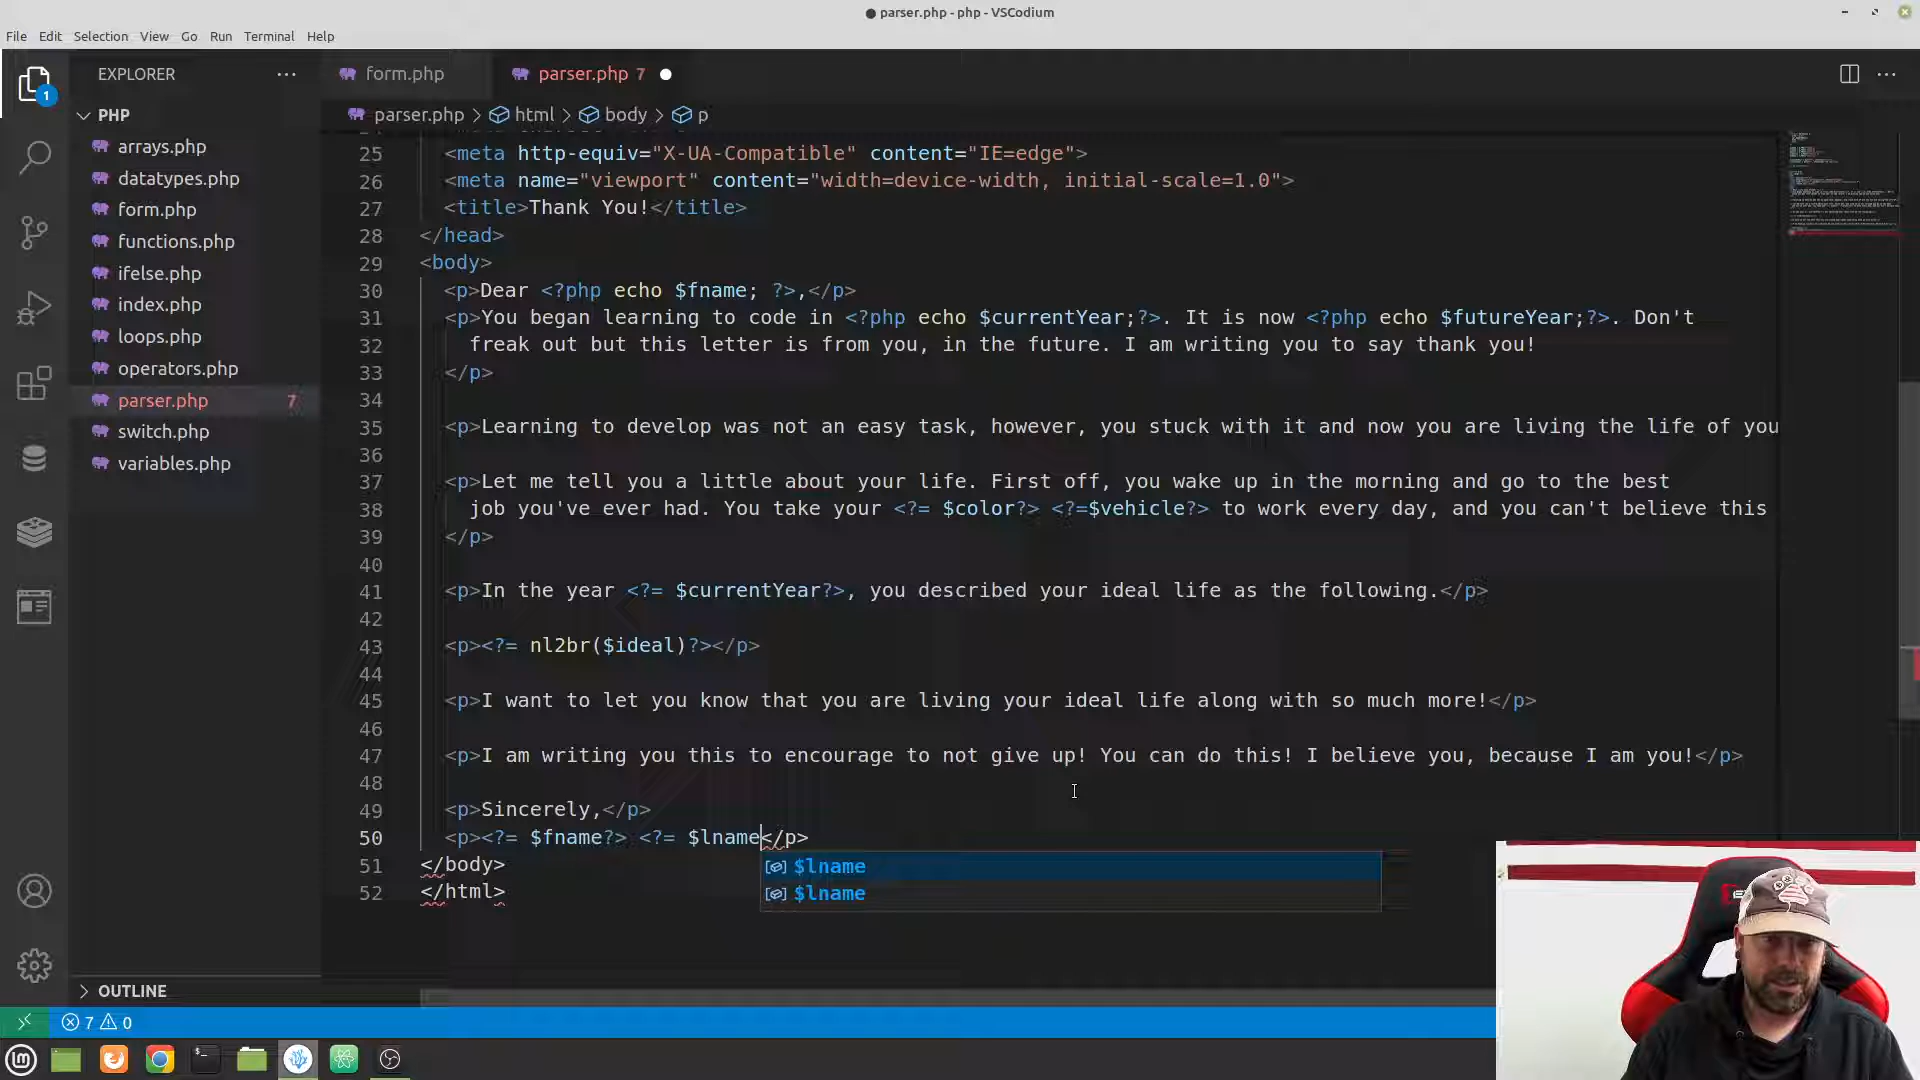 parser.php - php - VSCodium
File Edit Selection View Go Run Terminal Help
EXPLORER
form.php
parser.php 7
PHP
parser.php > html > body > p
arrays.php
datatypes.php
form.php
functions.php
ifelse.php
index.php
loops.php
operators.php
parser.php 7
switch.php
variables.php
25 <meta http-equiv="X-UA-Compatible" content="IE=edge">
26 <meta name="viewport" content="width=device-width, initial-scale=1.0">
27 <title>Thank You!</title>
28 </head>
29 <body>
30 <p>Dear <?php echo $fname; ?>,</p>
31 <p>You began learning to code in <?php echo $currentYear;?>. It is now <?php echo $futureYear;?>. Don't
32 freak out but this letter is from you, in the future. I am writing you to say thank you!
33 </p>
34
35 <p>Learning to develop was not an easy task, however, you stuck with it and now you are living the life of you
36
37 <p>Let me tell you a little about your life. First off, you wake up in the morning and go to the best
38 job you've ever had. You take your <?= $color?> <?=$vehicle?> to work every day, and you can't believe this
39 </p>
40
41 <p>In the year <?= $currentYear?>, you described your ideal life as the following.</p>
42
43 <p><?= nl2br($ideal)?></p>
44
45 <p>I want to let you know that you are living your ideal life along with so much more!</p>
46
47 <p>I am writing you this to encourage to not give up! You can do this! I believe you, because I am you!</p>
48
49 <p>Sincerely,</p>
50 <p><?= $fname?> <?= $lname</p>
51 </body>
52 </html>
$lname
$lname
OUTLINE
7 0
1